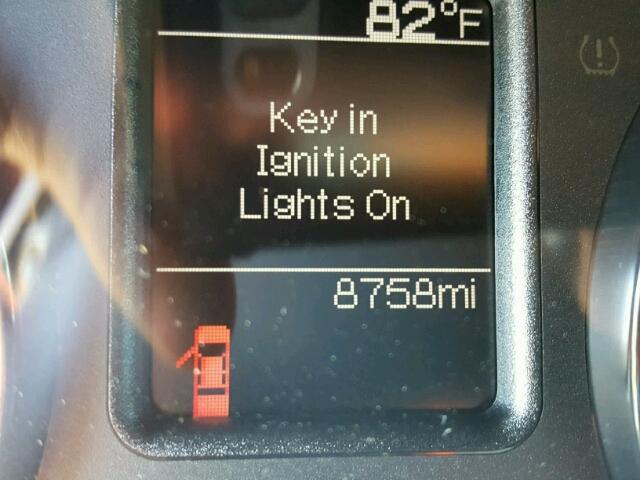 82°F
Key in
Ignition
Lights On
8758mi